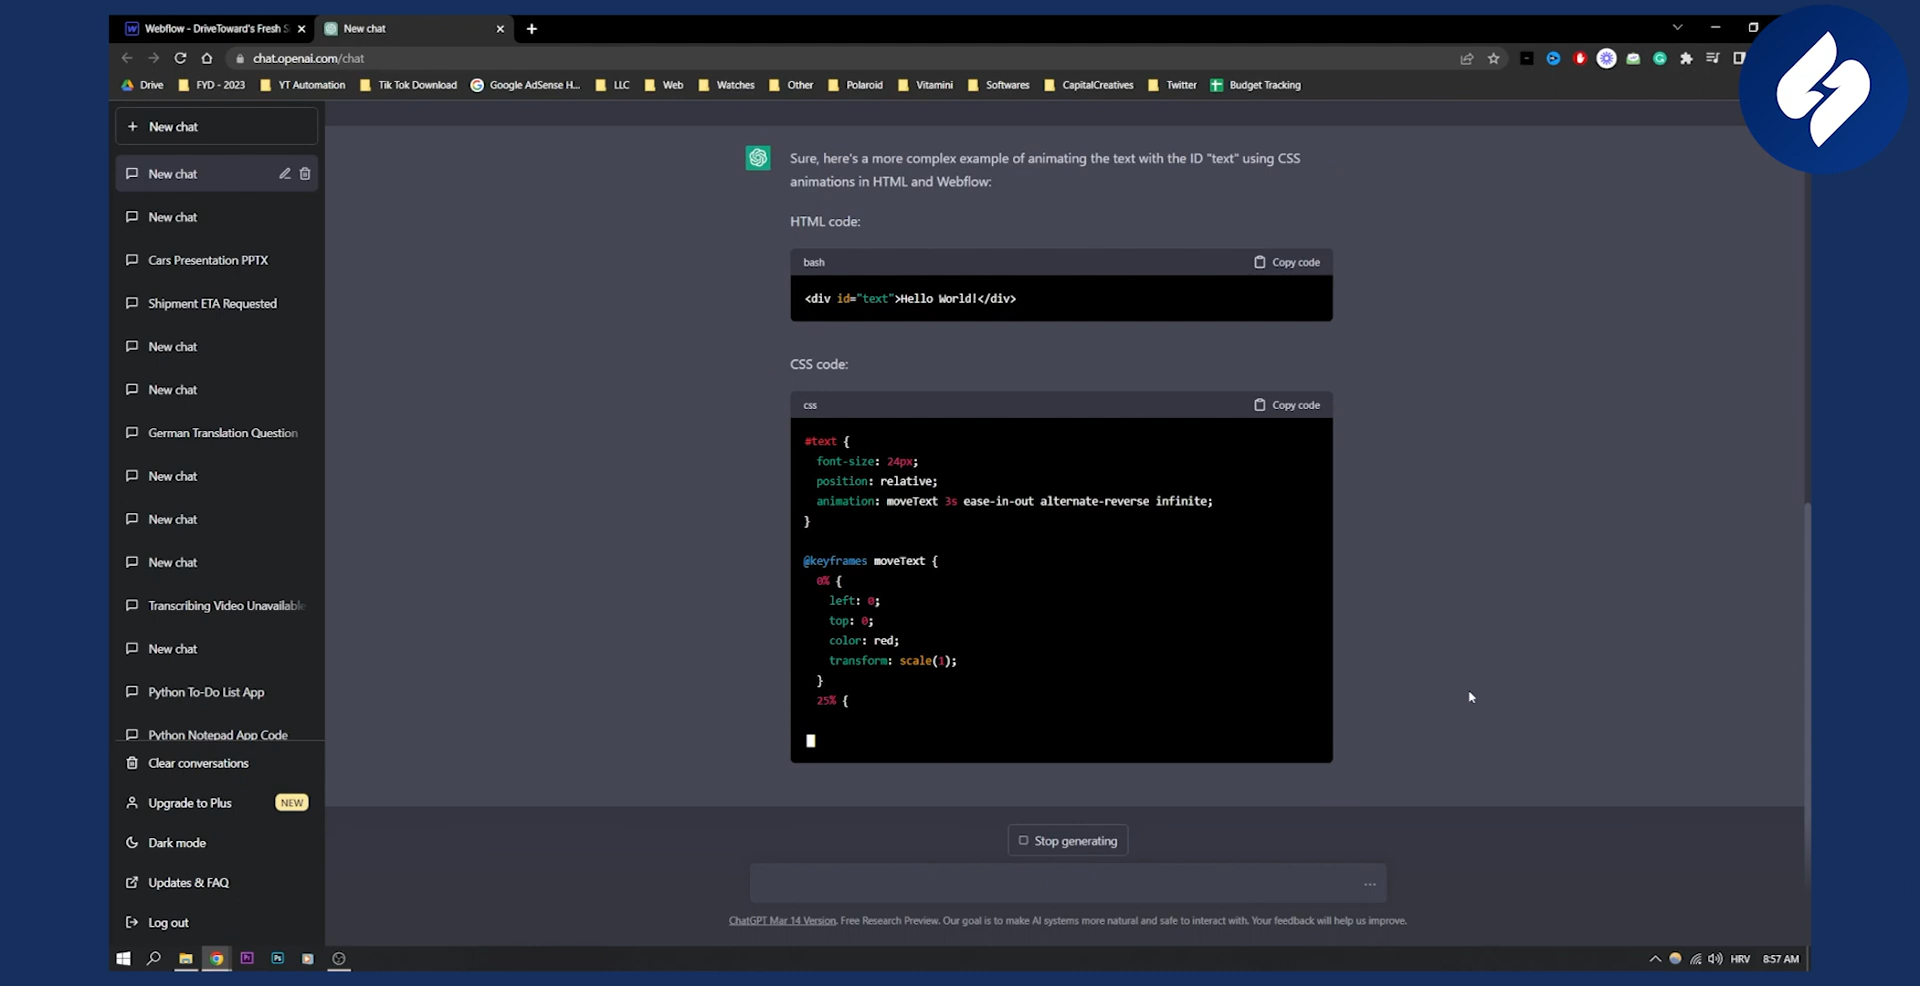 Webflow - DriveToward's Fresh S
New chat
chat.openai.com/chat
Drive
FYD - 2023
YT Automation
Tik Tok Download
Google AdSense H...
LLC
Web
Watches
Other
Polaroid
Vitamini
Softwares
CapitalCreatives
Twitter
Budget Tracking
+ New chat
New chat
New chat
Cars Presentation PPTX
Shipment ETA Requested
New chat
New chat
German Translation Question
New chat
New chat
New chat
Transcribing Video Unavailable
New chat
Python To-Do List App
Python Notepad App Code
Clear conversations
Upgrade to Plus
NEW
Dark mode
Updates & FAQ
Log out
Sure, here's a more complex example of animating the text with the ID "text" using CSS
animations in HTML and Webflow:
HTML code:
bash
Copy code
<div id="text">Hello World!</div>
CSS code:
css
Copy code
#text {
font-size: 24px;
position: relative;
animation: moveText 3s ease-in-out alternate-reverse infinite;
}
@keyframes moveText {
0% {
left: 0;
top: 0;
color: red;
transform: scale(1);
}
25% {
Stop generating
...
ChatGPT Mar 14 Version. Free Research Preview. Our goal is to make AI systems more natural and safe to interact with. Your feedback will help us improve.
Pr
Ps
HRV
8:57 AM